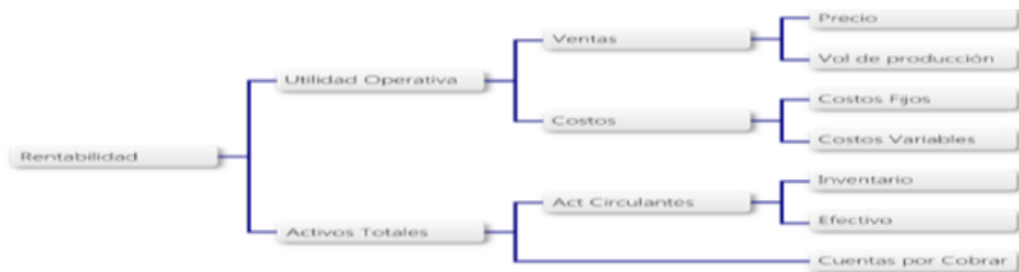 Precio
Ventas
Vol de producción
Utilidad Operativa
Costos Fijos
Costos
Costos Variables
Rentabilidad
Inventario
Act Circulantes
Efectivo
Activos Totales
Cuentas por Cobrar